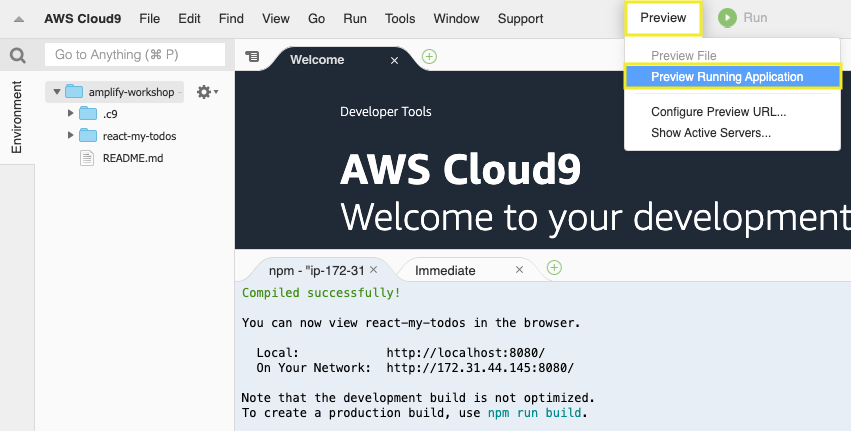 AWS Cloud9 File Edit Find View Go Run Tools Window Support Preview Run
Go to Anything (⌘ P)
Environment
amplify-workshop -
.c9
react-my-todos
README.md
Welcome
Preview File
Preview Running Application
Configure Preview URL...
Show Active Servers...
Developer Tools
AWS Cloud9
Welcome to your development
npm - "ip-172-31 Immediate
Compiled successfully!
You can now view react-my-todos in the browser.
Local: http://localhost:8080/
On Your Network: http://172.31.44.145:8080/
Note that the development build is not optimized.
To create a production build, use npm run build.